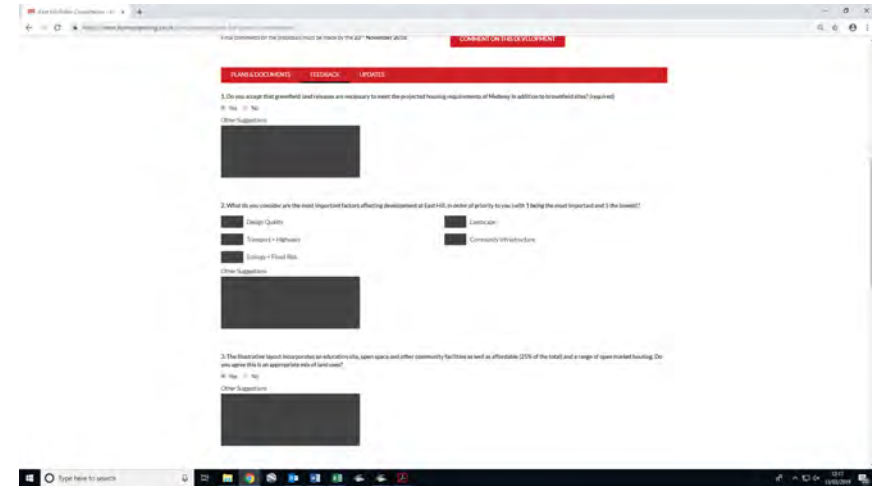 East Hill Public Consultation
Final comments on the proposals must be made by the 23rd November 2018
COMMENT ON THIS DEVELOPMENT
PLANS & DOCUMENTS FEEDBACK UPDATES
1. Do you accept that greenfield land releases are necessary to meet the projected housing requirements of Medway in addition to brownfield sites? (required)
Yes No
Other Suggestions
2. What do you consider are the most important factors affecting development at East Hill, in order of priority to you (with 1 being the most important and 5 the lowest)?
Design Quality Landscape
Transport + Highways Community Infrastructure
Ecology + Flood Risk
Other Suggestions
3. The illustrative layout incorporates an education site, open space and other community facilities as well as affordable (25% of the total) and a range of open market housing. Do
you agree this is an appropriate mix of land uses?
Yes No
Other Suggestions
Type here to search